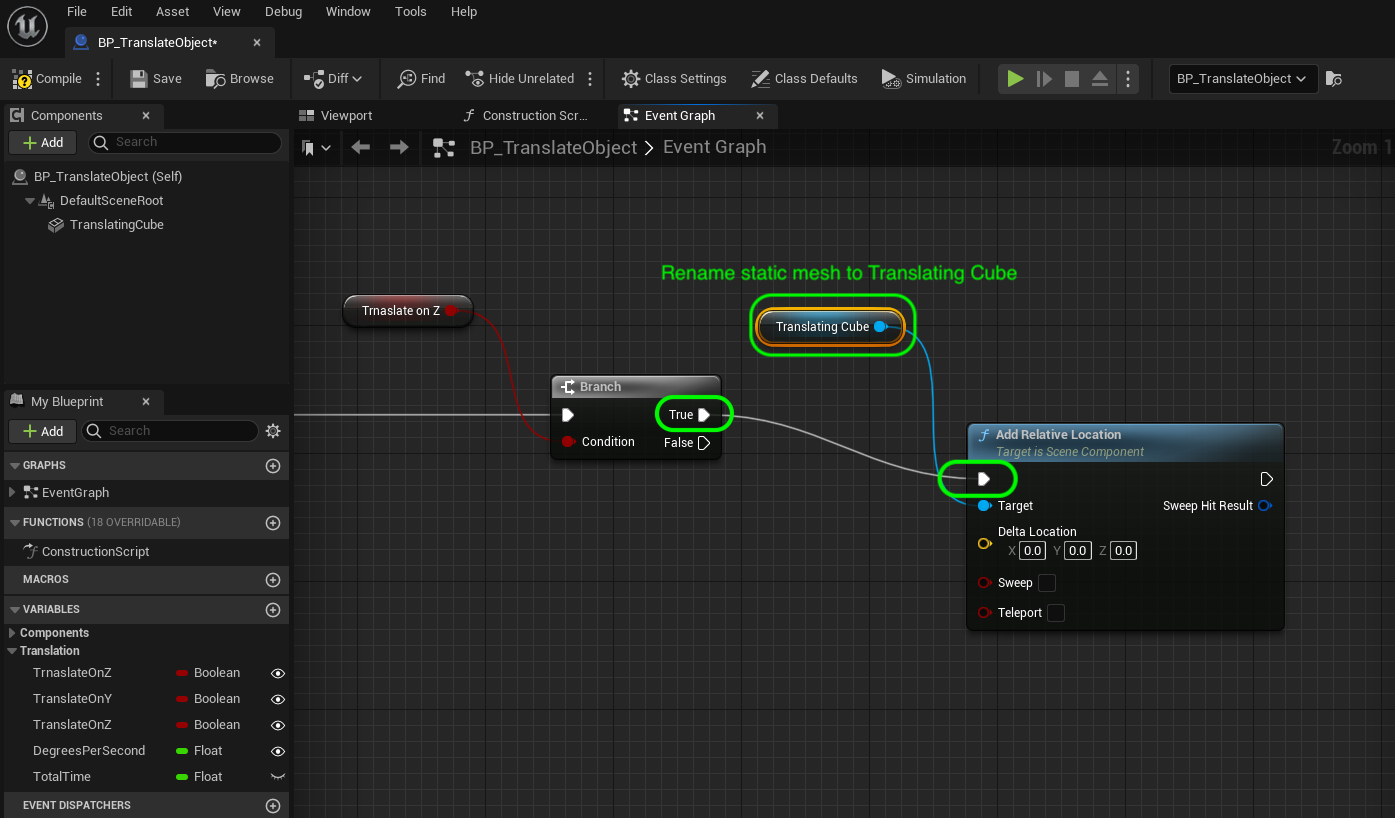 File Edit Asset View Debug Window Tools Help
BP_TranslateObject*
Compile Save Browse Diff Find Hide Unrelated Class Settings Class Defaults Simulation BP_TranslateObject
Components
Add Search
BP_TranslateObject (Self)
DefaultSceneRoot
TranslatingCube
My Blueprint
Add Search
GRAPHS
EventGraph
FUNCTIONS (18 OVERRIDABLE)
ConstructionScript
MACROS
VARIABLES
Components
Translation
TrnaslateOnZ Boolean
TranslateOnY Boolean
TranslateOnZ Boolean
DegreesPerSecond Float
TotalTime Float
EVENT DISPATCHERS
Viewport Construction Scr... Event Graph
BP_TranslateObject > Event Graph Zoom 1
Rename static mesh to Translating Cube
Trnaslate on Z
Translating Cube
Branch
True
Condition False
Add Relative Location
Target is Scene Component
Target Sweep Hit Result
Delta Location
X 0.0 Y 0.0 Z 0.0
Sweep
Teleport